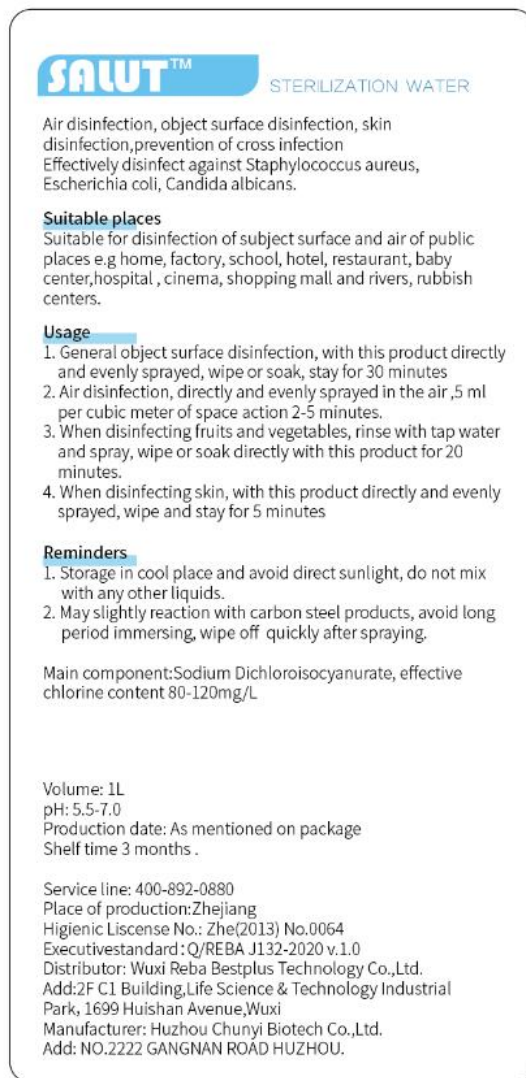 SALUT™
STERILIZATION WATER
Air disinfection, object surface disinfection, skin
disinfection,prevention of cross infection
Effectively disinfect against Staphylococcus aureus,
Escherichia coli, Candida albicans.
Suitable places
Suitable for disinfection of subject surface and air of public
places e.g home, factory, school, hotel, restaurant, baby
center,hospital , cinema, shopping mall and rivers, rubbish
centers.
Usage
1. General object surface disinfection, with this product directly
and evenly sprayed, wipe or soak, stay for 30 minutes
2. Air disinfection, directly and evenly sprayed in the air ,5 ml
per cubic meter of space action 2-5 minutes.
3. When disinfecting fruits and vegetables, rinse with tap water
and spray, wipe or soak directly with this product for 20
minutes.
4. When disinfecting skin, with this product directly and evenly
sprayed, wipe and stay for 5 minutes
Reminders
1. Storage in cool place and avoid direct sunlight, do not mix
with any other liquids.
2. May slightly reaction with carbon steel products, avoid long
period immersing, wipe off quickly after spraying.
Main component:Sodium Dichloroisocyanurate, effective
chlorine content 80-120mg/L
Volume: 1L
pH: 5.5-7.0
Production date: As mentioned on package
Shelf time 3 months .
Service line: 400-892-0880
Place of production:Zhejiang
Higienic Liscense No.: Zhe(2013) No.0064
Executivestandard：Q/REBA J132-2020 v.1.0
Distributor: Wuxi Reba Bestplus Technology Co.,Ltd.
Add:2F C1 Building,Life Science & Technology Industrial
Park，1699 Huishan Avenue,Wuxi
Manufacturer: Huzhou Chunyi Biotech Co.,Ltd.
Add: NO.2222 GANGNAN ROAD HUZHOU.